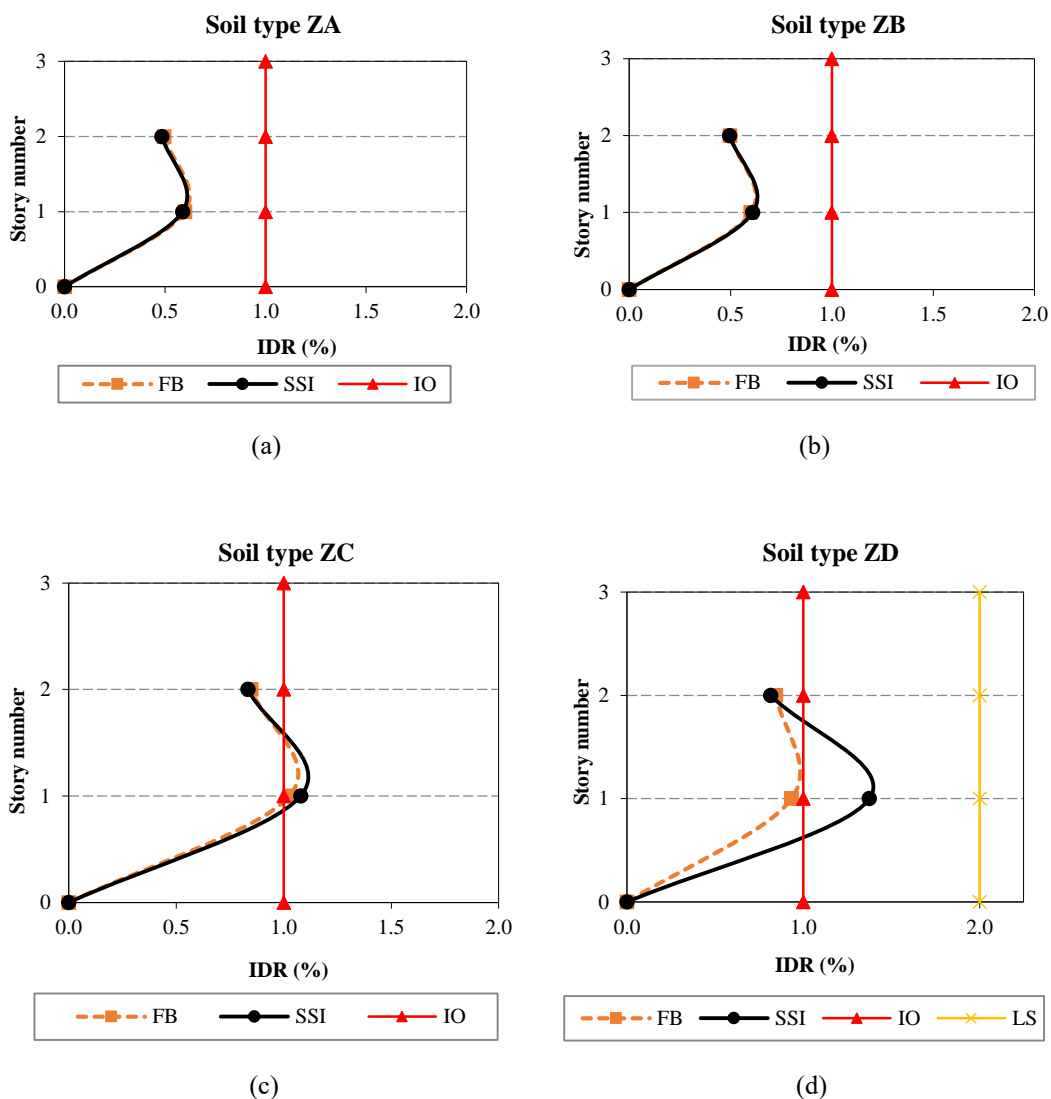 Soil type ZA
3
2
1
0
Story number
0.0 0.5 1.0 1.5 2.0
IDR (%)
FB SSI IO
(a)
Soil type ZB
3
2
1
0
Story number
0.0 0.5 1.0 1.5 2.0
IDR (%)
FB SSI IO
(b)
Soil type ZC
3
2
1
0
Story number
0.0 0.5 1.0 1.5 2.0
IDR (%)
FB SSI IO
(c)
Soil type ZD
3
2
1
0
Story number
0.0 1.0 2.0
IDR (%)
FB SSI IO LS
(d)